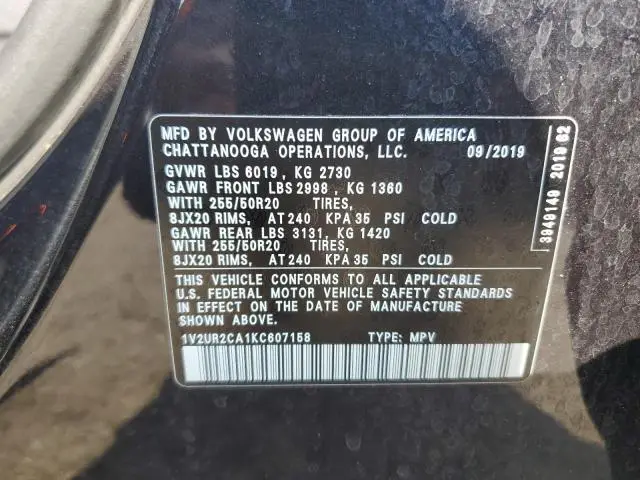 MFD BY VOLKSWAGEN GROUP OF AMERICA
CHATTANOOGA OPERATIONS, LLC. 09/2019
GVWR LBS 6019, KG 2730
GAWR FRONT LBS 2998, KG 1360
WITH 255/50R20 TIRES,
8JX20 RIMS, AT 240 KPA 35 PSI COLD
GAWR REAR LBS 3131, KG 1420
WITH 255/50R20 TIRES,
8JX20 RIMS, AT 240 KPA 35 PSI COLD
THIS VEHICLE CONFORMS TO ALL APPLICABLE
U.S. FEDERAL MOTOR VEHICLE SAFETY STANDARDS
IN EFFECT ON THE DATE OF MANUFACTURE
SHOWN ABOVE.
1V2UR2CA1KC607158 TYPE: MPV
3949149 2019 62